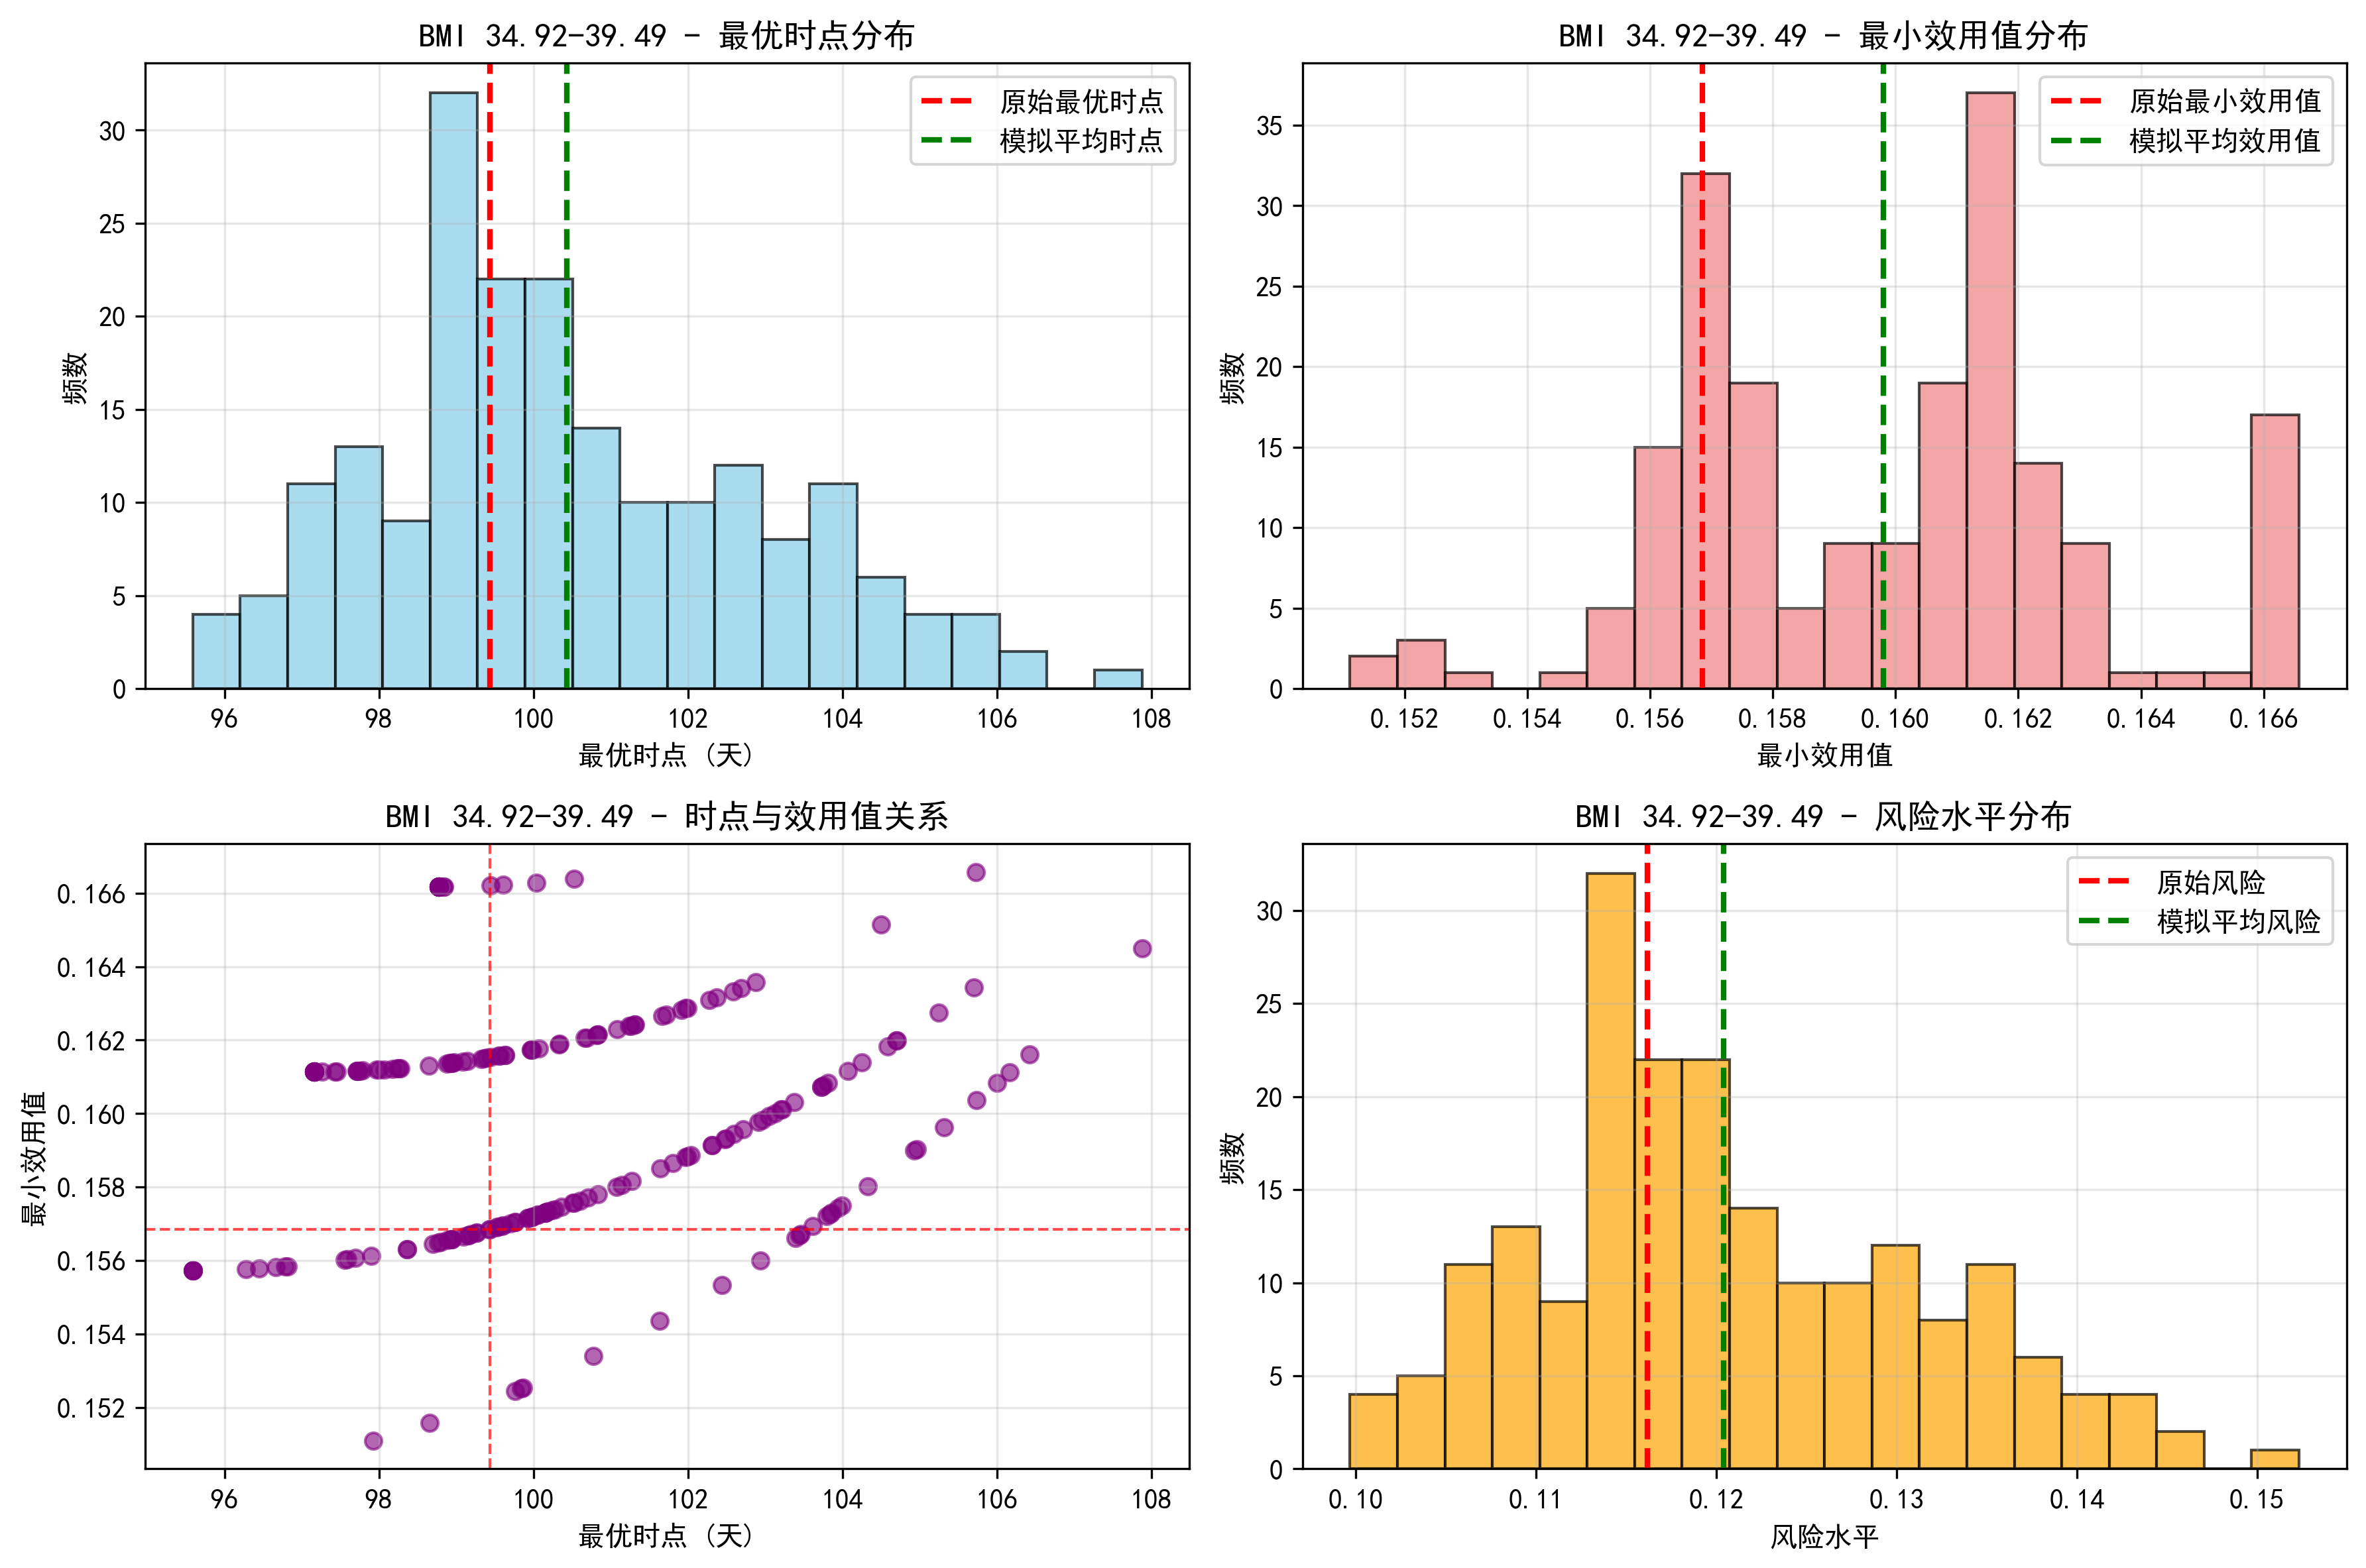 BMI 34.92-39.49 - 最优时点分布
原始最优时点
模拟平均时点
30
25
20
15
10
5
0
频数
96 98 100 102 104 106 108
最优时点 (天)
BMI 34.92-39.49 - 最小效用值分布
原始最小效用值
模拟平均效用值
35
30
25
20
15
10
5
0
频数
0.152 0.154 0.156 0.158 0.160 0.162 0.164 0.166
最小效用值
BMI 34.92-39.49 - 时点与效用值关系
0.166
0.164
0.162
0.160
0.158
0.156
0.154
0.152
最小效用值
96 98 100 102 104 106 108
最优时点 (天)
BMI 34.92-39.49 - 风险水平分布
原始风险
模拟平均风险
30
25
20
15
10
5
0
频数
0.10 0.11 0.12 0.13 0.14 0.15
风险水平